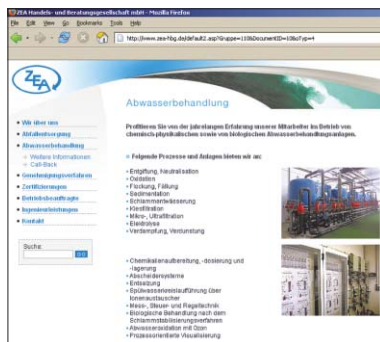 ZEA Handels- und Beratungsgesellschaft mbH - Mozilla Firefox
File Edit View Go Bookmarks Tools Help
ZEA
Abwasserbehandlung
• Wir über uns
• Abfallentsorgung
• Abwasserbehandlung
Weitere Informationen
Call-Back
• Genehmigungsverfahren
• Zertifizierungen
• Betriebsbeauftragte
• Ingenieurleistungen
• Kontakt
Suche:
GO
Profitieren Sie von der jahrelangen Erfahrung unserer Mitarbeiter im Betrieb von
chemisch-physikalischen sowie von biologischen Abwasserbehandlungsanlagen.
Folgende Prozesse und Anlagen bieten wir an:
• Entgiftung, Neutralisation
• Oxidation
• Flockung, Fällung
• Sedimentation
• Schlammentwässerung
• Kiesfiltration
• Mikro-, Ultrafiltration
• Elektrolyse
• Verdampfung, Verdunstung
• Chemikalienaufbereitung, -dosierung und
-lagerung
• Abscheidersysteme
• Entsalzung
• Spülwasserkreislaufführung über
Ionenaustauscher
• Mess-, Steuer- und Regeltechnik
• Biologische Behandlung nach dem
Schlammstabilisierungsverfahren
• Abwasseroxidation mit Ozon
• Prozessorientierte Visualisierung